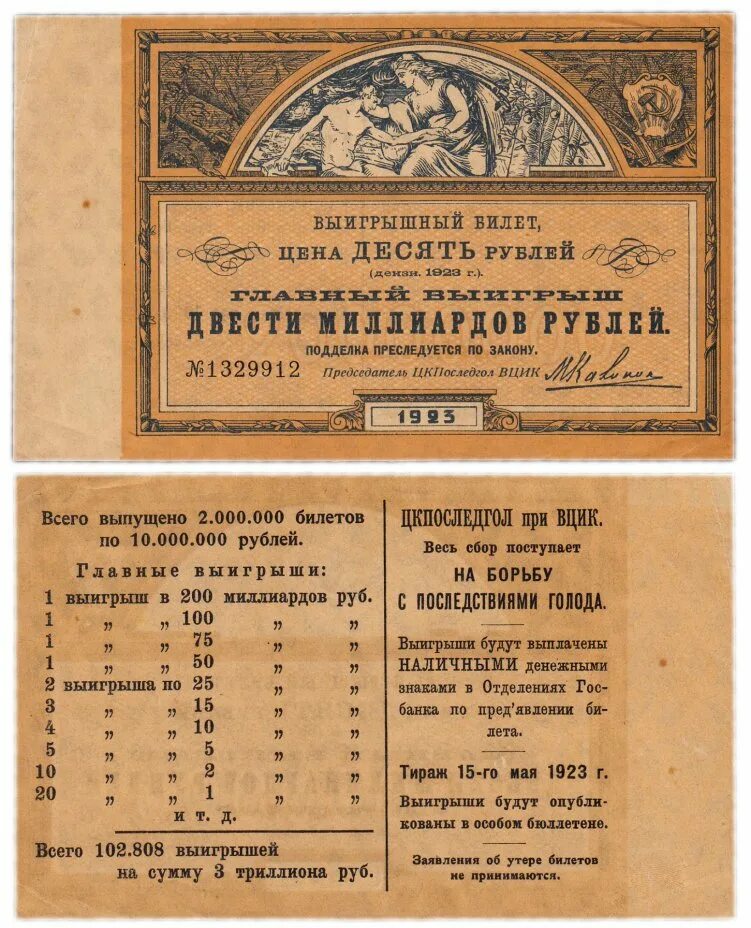 ВЫИГРЫШНЫЙ БИЛЕТ,
ЦЕНА ДЕСЯТЬ РУБЛЕЙ
(дензн. 1923 г.).
ГЛАВНЫЙ ВЫИГРЫШ
ДВЕСТИ МИЛЛИАРДОВ РУБЛЕЙ.
ПОДДЕЛКА ПРЕСЛЕДУЕТСЯ ПО ЗАКОНУ.
№1329912 Председатель ЦКПоследгол ВЦИК МКалинин
1923
Всего выпущено 2.000.000 билетов
по 10.000.000 рублей.
Главные выигрыши:
1 выигрыш в 200 миллиардов руб.
1 „ „ 100 „ „
1 „ „ 75 „ „
1 „ „ 50 „ „
2 выигрыша по 25 „ „
3 „ „ 15 „ „
4 „ „ 10 „ „
5 „ „ 5 „ „
10 „ „ 2 „ „
20 „ „ 1 „ „
и т. д.
Всего 102.808 выигрышей
на сумму 3 триллиона руб.
ЦКПОСЛЕДГОЛ при ВЦИК.
Весь сбор поступает
НА БОРЬБУ
С ПОСЛЕДСТВИЯМИ ГОЛОДА.
Выигрыши будут выплачены
НАЛИЧНЫМИ денежными
знаками в Отделениях Гос-
банка по пред'явлении би-
лета.
Тираж 15-го мая 1923 г.
Выигрыши будут опубли-
кованы в особом бюллетене.
Заявления об утере билетов
не принимаются.